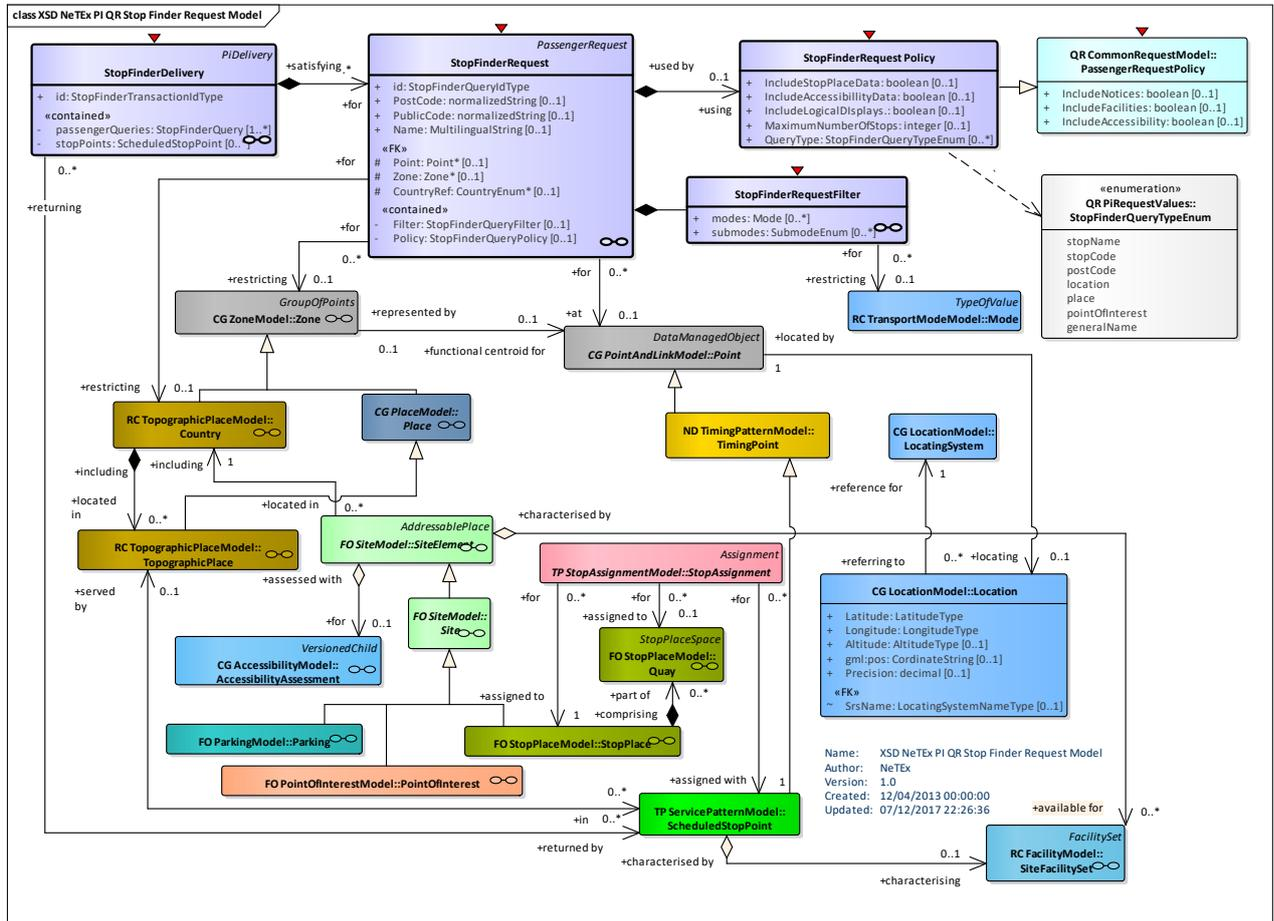 class XSD NeTEx PI QR Stop Finder Request Model
PiDelivery
StopFinderDelivery
+ id: StopFinderTransactionIdType
«contained»
- passengerQueries: StopFinderQuery [1..*]
- stopPoints: ScheduledStopPoint [0..*]
+satisfying
.*
+for
PassengerRequest
StopFinderRequest
+ id: StopFinderQueryIdType
+ PostCode: normalizedString [0..1]
+ PublicCode: normalizedString [0..1]
+ Name: MultilingualString [0..1]
«FK»
# Point: Point* [0..1]
# Zone: Zone* [0..1]
# CountryRef: CountryEnum* [0..1]
«contained»
- Filter: StopFinderQueryFilter [0..1]
- Policy: StopFinderQueryPolicy [0..1]
+used by
0..1
+using
StopFinderRequest Policy
+ IncludeStopPlaceData: boolean [0..1]
+ IncludeAccessibilityData: boolean [0..1]
+ IncludeLogicalDIsplays.: boolean [0..1]
+ MaximumNumberOfStops: integer [0..1]
+ QueryType: StopFinderQueryTypeEnum [0..*]
QR CommonRequestModel::
PassengerRequestPolicy
+ IncludeNotices: boolean [0..1]
+ IncludeFacilities: boolean [0..1]
+ IncludeAccessibility: boolean [0..1]
StopFinderRequestFilter
+ modes: Mode [0..*]
+ submodes: SubmodeEnum [0..*]
«enumeration»
QR PiRequestValues::
StopFinderQueryTypeEnum
stopName
stopCode
postCode
location
place
pointOfInterest
generalName
0..*
+returning
+for
+for
0..*
+restricting
0..1
+for
0..*
+at
0..1
+for
0..*
+restricting
0..1
TypeOfValue
RC TransportModeModel::Mode
GroupOfPoints
CG ZoneModel::Zone
+represented by
0..1
0..1
+functional centroid for
DataManagedObject
CG PointAndLinkModel::Point
+located by
1
+restricting
0..1
RC TopographicPlaceModel::
Country
CG PlaceModel::
Place
ND TimingPatternModel::
TimingPoint
CG LocationModel::
LocatingSystem
+including
+including
1
+located
in
0..*
+located in
0..*
+reference for
1
RC TopographicPlaceModel::
TopographicPlace
AddressablePlace
FO SiteModel::SiteElement
+characterised by
+assessed with
+served
by
0..1
+for
0..1
FO SiteModel::
Site
Assignment
TP StopAssignmentModel::StopAssignment
+for
0..*
+for
0..*
+for
0..*
+assigned to
0..1
+referring to
0..*
+locating
0..1
CG LocationModel::Location
+ Latitude: LatitudeType
+ Longitude: LongitudeType
+ Altitude: AltitudeType [0..1]
+ gml:pos: CordinateString [0..1]
+ Precision: decimal [0..1]
«FK»
~ SrsName: LocatingSystemNameType [0..1]
VersionedChild
CG AccessibilityModel::
AccessibilityAssessment
StopPlaceSpace
FO StopPlaceModel::
Quay
+part of
0..*
+comprising
+assigned to
1
FO ParkingModel::Parking
FO StopPlaceModel::StopPlace
FO PointOfInterestModel::PointOfInterest
+assigned with
1
0..*
+in
0..*
+returned by
TP ServicePatternModel::
ScheduledStopPoint
+characterised by
0..1
+characterising
Name: XSD NeTEx PI QR Stop Finder Request Model
Author: NeTEx
Version: 1.0
Created: 12/04/2013 00:00:00
Updated: 07/12/2017 22:26:36
+available for
0..*
FacilitySet
RC FacilityModel::
SiteFacilitySet